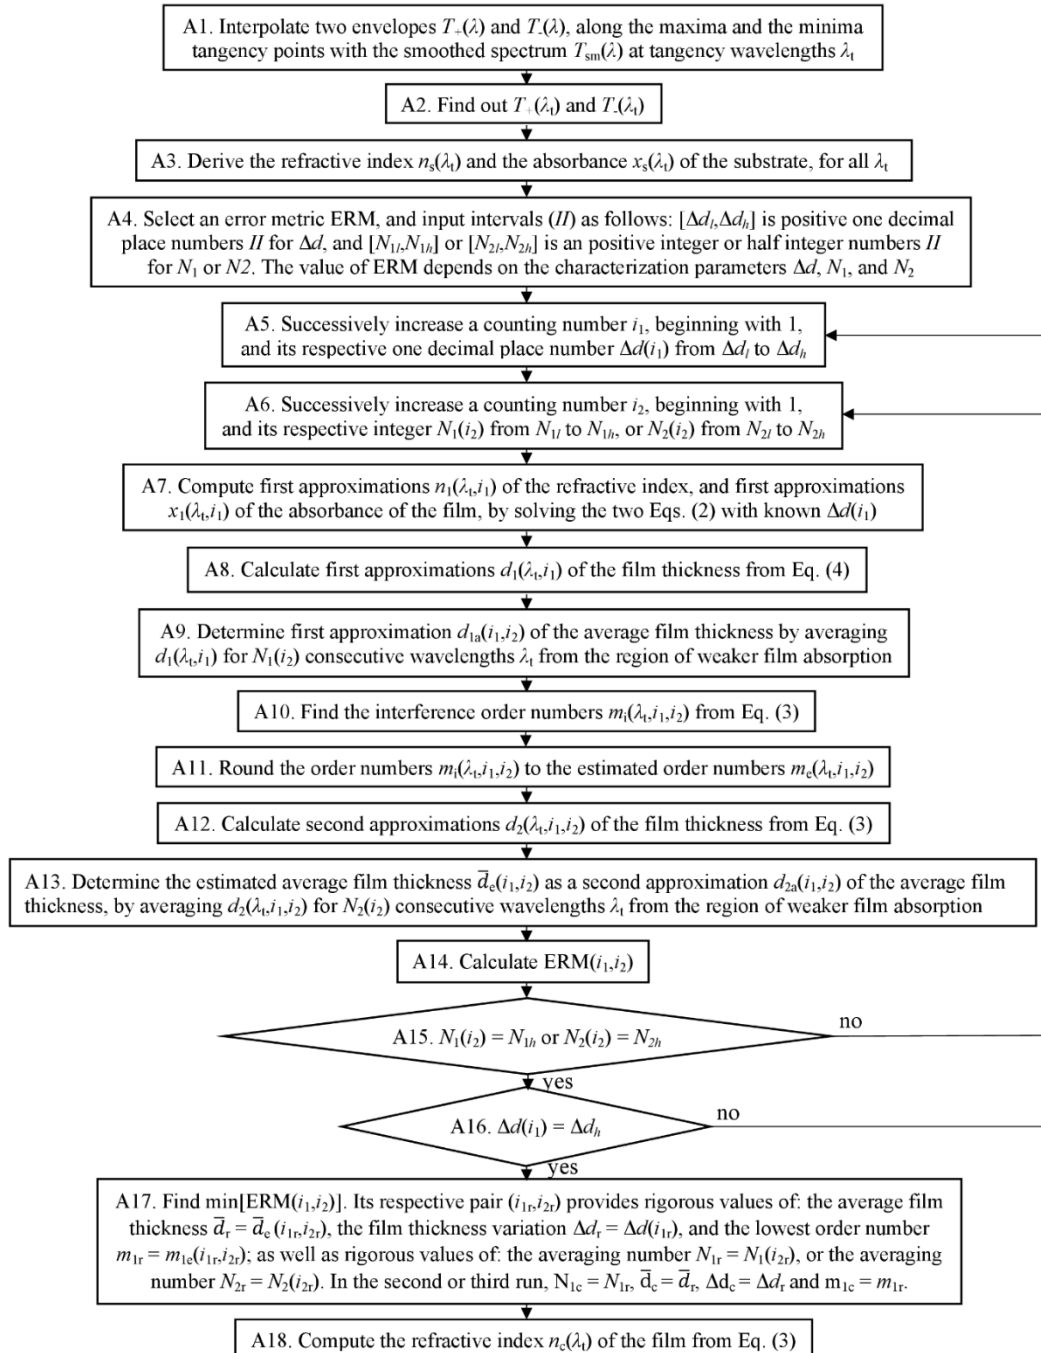 A1. Interpolate two envelopes T₊(λ) and T₋(λ), along the maxima and the minima
tangency points with the smoothed spectrum Tₛₘ(λ) at tangency wavelengths λₜ
A2. Find out T₊(λₜ) and T₋(λₜ)
A3. Derive the refractive index nₛ(λₜ) and the absorbance xₛ(λₜ) of the substrate, for all λₜ
A4. Select an error metric ERM, and input intervals (II) as follows: [Δdₗ,Δdₕ] is positive one decimal
place numbers II for Δd, and [N₁ₗ,N₁ₕ] or [N₂ₗ,N₂ₕ] is an positive integer or half integer numbers II
for N₁ or N2. The value of ERM depends on the characterization parameters Δd, N₁, and N₂
A5. Successively increase a counting number i₁, beginning with 1,
and its respective one decimal place number Δd(i₁) from Δdₗ to Δdₕ
A6. Successively increase a counting number i₂, beginning with 1,
and its respective integer N₁(i₂) from N₁ₗ to N₁ₕ, or N₂(i₂) from N₂ₗ to N₂ₕ
A7. Compute first approximations n₁(λₜ,i₁) of the refractive index, and first approximations
x₁(λₜ,i₁) of the absorbance of the film, by solving the two Eqs. (2) with known Δd(i₁)
A8. Calculate first approximations d₁(λₜ,i₁) of the film thickness from Eq. (4)
A9. Determine first approximation d₁ₐ(i₁,i₂) of the average film thickness by averaging
d₁(λₜ,i₁) for N₁(i₂) consecutive wavelengths λₜ from the region of weaker film absorption
A10. Find the interference order numbers mᵢ(λₜ,i₁,i₂) from Eq. (3)
A11. Round the order numbers mᵢ(λₜ,i₁,i₂) to the estimated order numbers mₑ(λₜ,i₁,i₂)
A12. Calculate second approximations d₂(λₜ,i₁,i₂) of the film thickness from Eq. (3)
A13. Determine the estimated average film thickness d̅ₑ(i₁,i₂) as a second approximation d₂ₐ(i₁,i₂) of the average film
thickness, by averaging d₂(λₜ,i₁,i₂) for N₂(i₂) consecutive wavelengths λₜ from the region of weaker film absorption
A14. Calculate ERM(i₁,i₂)
A15. N₁(i₂) = N₁ₕ or N₂(i₂) = N₂ₕ
no
yes
A16. Δd(i₁) = Δdₕ
no
yes
A17. Find min[ERM(i₁,i₂)]. Its respective pair (i₁ᵣ,i₂ᵣ) provides rigorous values of: the average film
thickness d̅ᵣ = d̅ₑ(i₁ᵣ,i₂ᵣ), the film thickness variation Δdᵣ = Δd(i₁ᵣ), and the lowest order number
m₁ᵣ = m₁ₑ(i₁ᵣ,i₂ᵣ); as well as rigorous values of: the averaging number N₁ᵣ = N₁(i₂ᵣ), or the averaging
number N₂ᵣ = N₂(i₂ᵣ). In the second or third run, N₁c = N₁ᵣ, d̅c = d̅ᵣ, Δdc = Δdᵣ and m₁c = m₁ᵣ.
A18. Compute the refractive index nc(λₜ) of the film from Eq. (3)